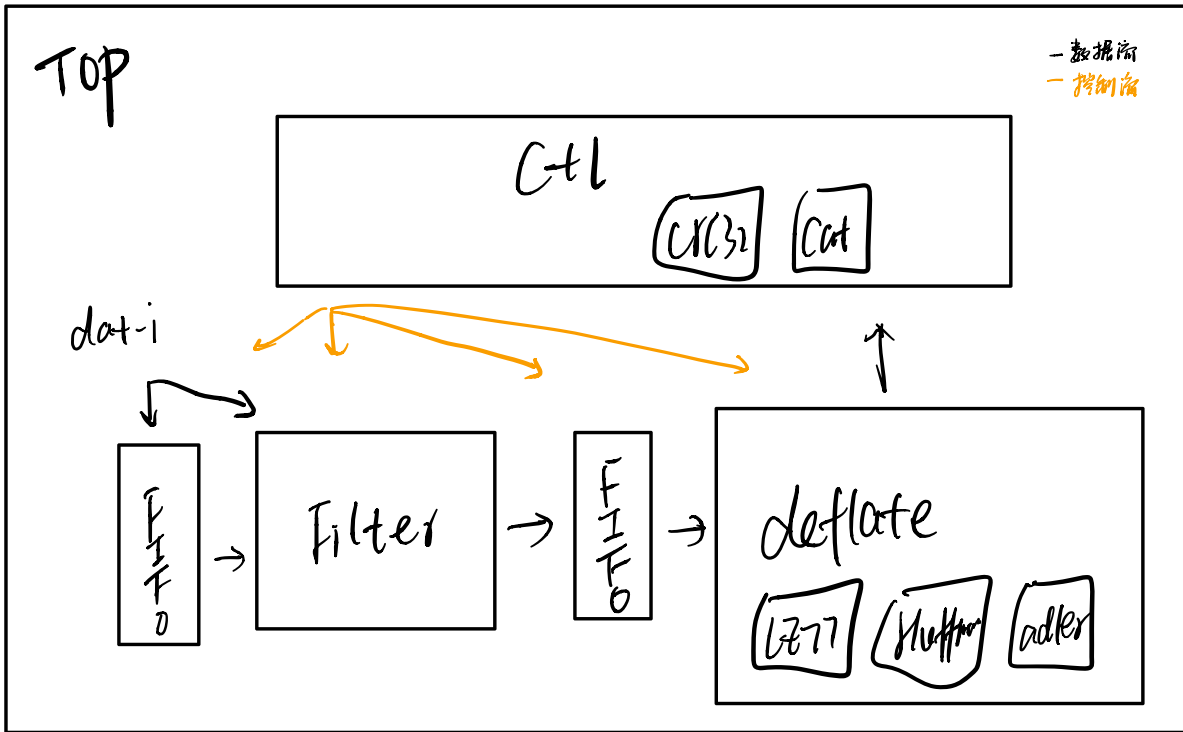 TOP
一数据流
一控制流
Ctl
CrC32
Cat
dat-i
FIFO
Filter
FIFO
deflate
LZ77
Huffman
adler